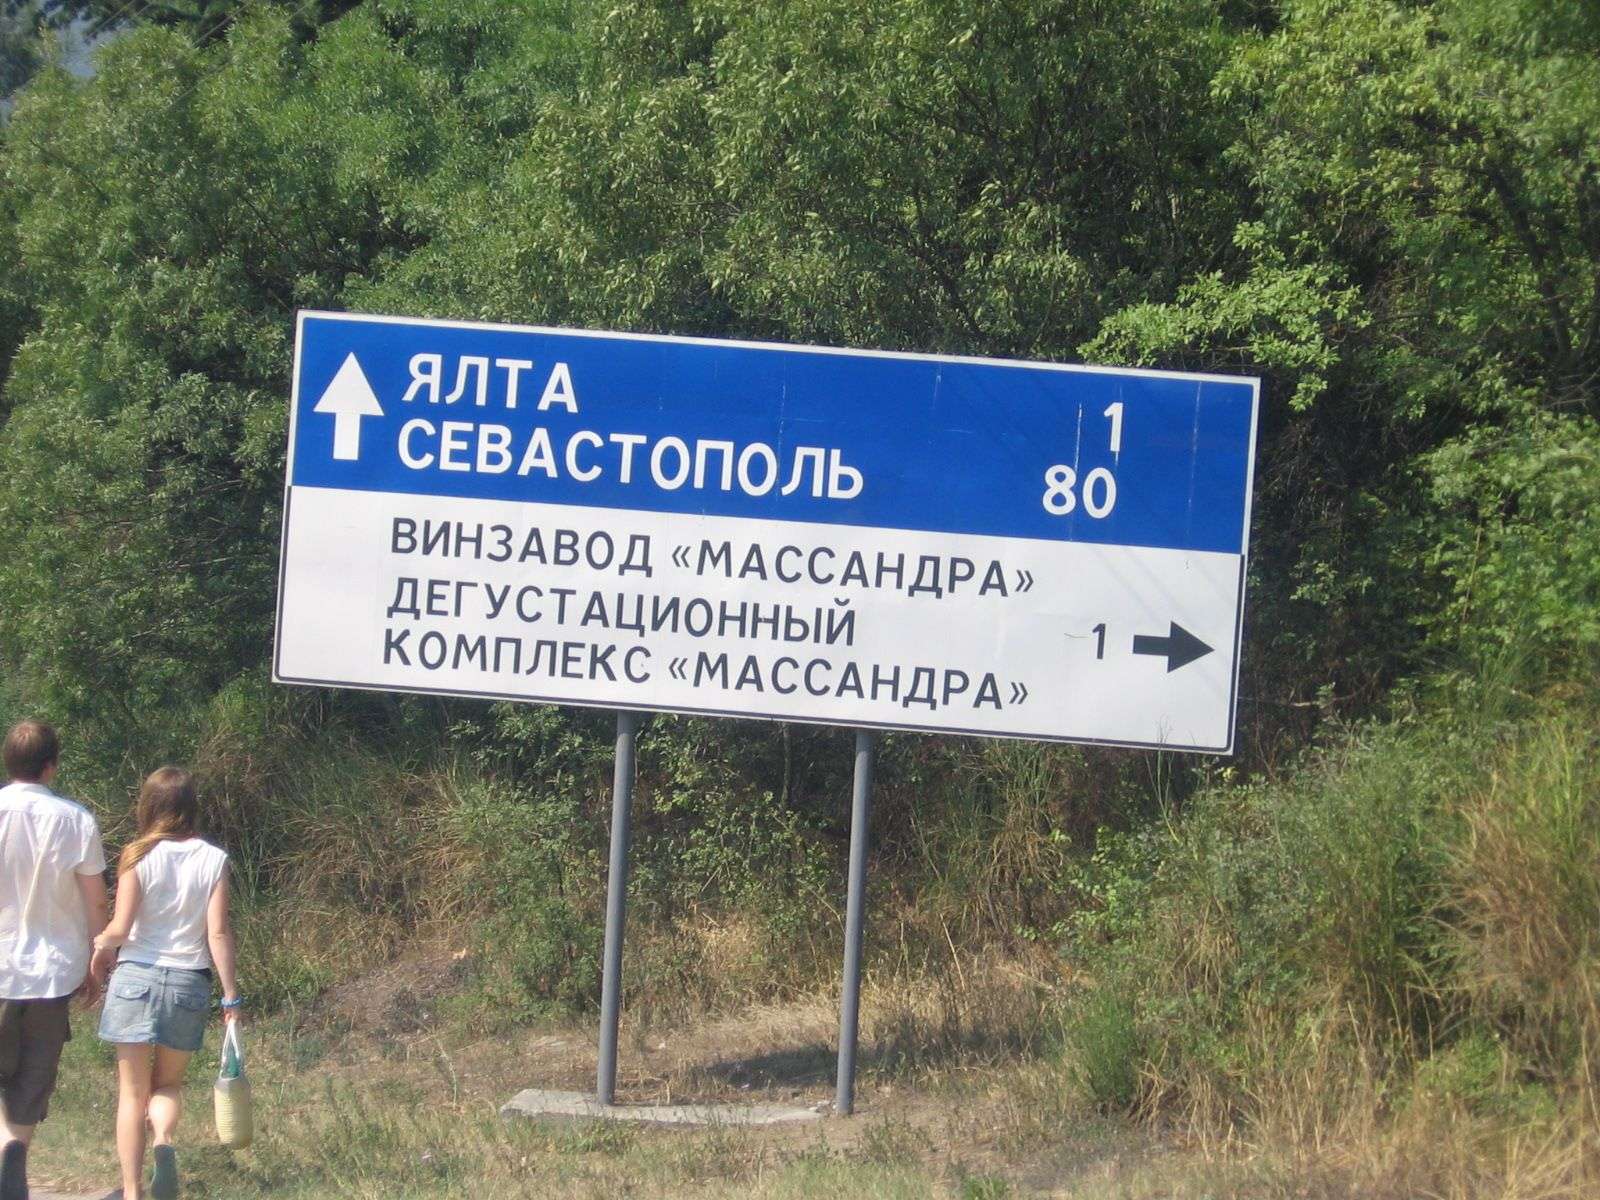 ЯЛТА 1
СЕВАСТОПОЛЬ 80
ВИНЗАВОД «МАССАНДРА»
ДЕГУСТАЦИОННЫЙ
КОМПЛЕКС «МАССАНДРА» 1